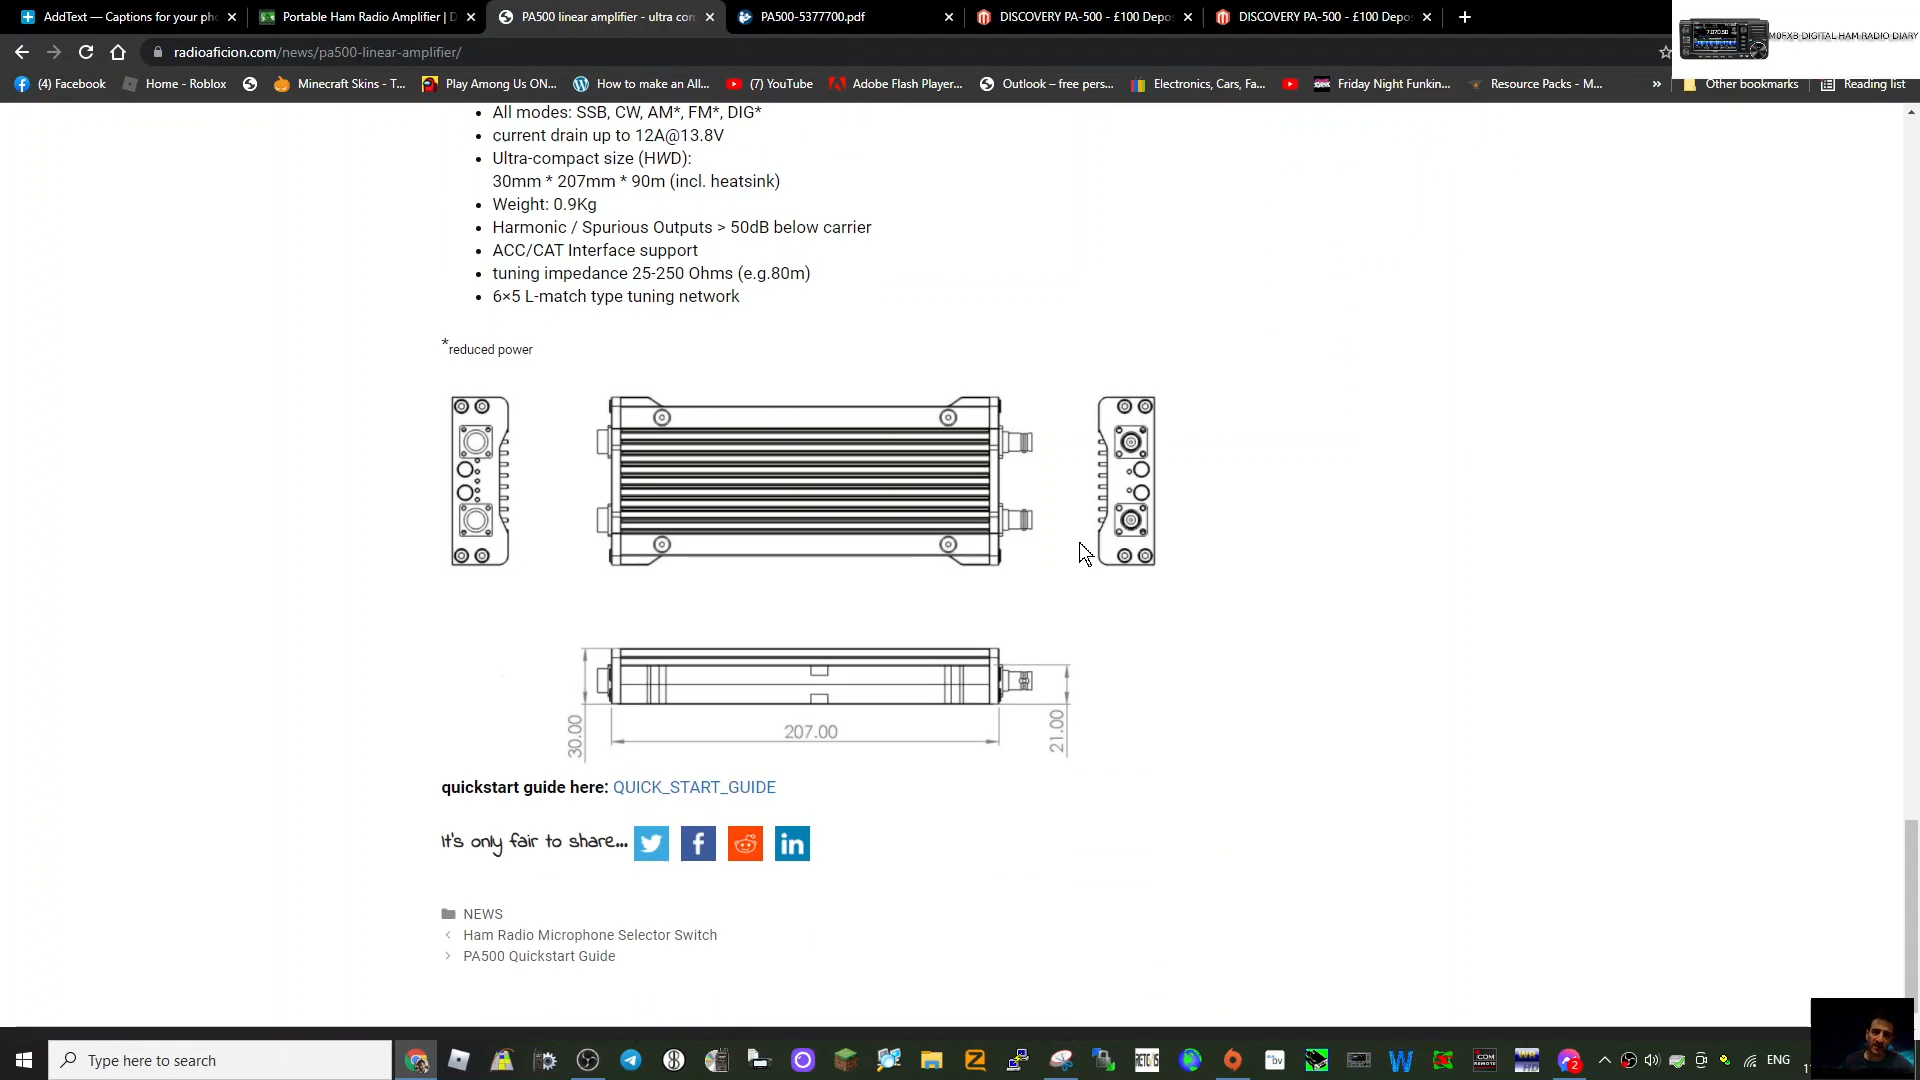 AddText — Captions for your pho
Portable Ham Radio Amplifier | D
PA500 linear amplifier - ultra com
PA500-5377700.pdf
DISCOVERY PA-500 - £100 Depos
DISCOVERY PA-500 - £100 Depos
radioaficion.com/news/pa500-linear-amplifier/
M0FXB DIGITAL HAM RADIO DIARY
(4) Facebook
Home - Roblox
Minecraft Skins - T...
Play Among Us ON...
How to make an All...
(7) YouTube
Adobe Flash Player...
Outlook – free pers...
Electronics, Cars, Fa...
Friday Night Funkin...
Resource Packs - M...
»
Other bookmarks
Reading list
All modes: SSB, CW, AM*, FM*, DIG*
current drain up to 12A@13.8V
Ultra-compact size (HWD):
30mm * 207mm * 90m (incl. heatsink)
Weight: 0.9Kg
Harmonic / Spurious Outputs > 50dB below carrier
ACC/CAT Interface support
tuning impedance 25-250 Ohms (e.g.80m)
6×5 L-match type tuning network
*reduced power
30.00
207.00
21.00
quickstart guide here: QUICK_START_GUIDE
It's only fair to share...
NEWS
Ham Radio Microphone Selector Switch
PA500 Quickstart Guide
Type here to search
ENG